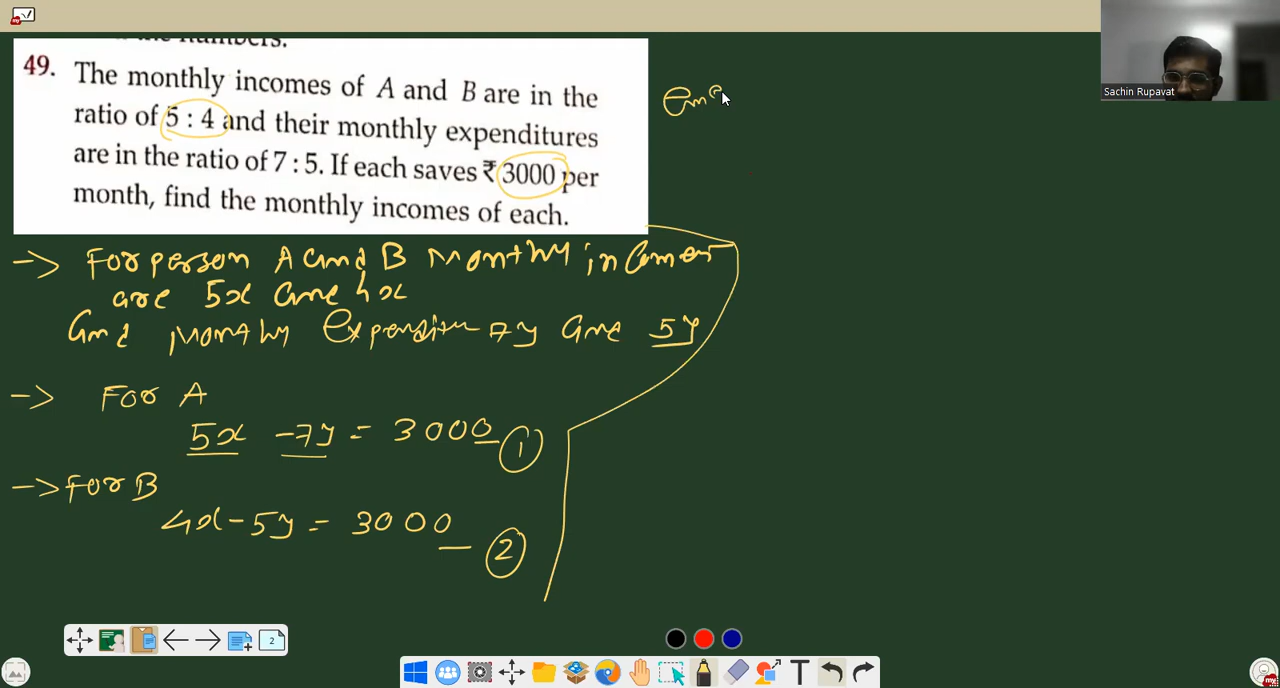 the numbers.
49. The monthly incomes of A and B are in the
ratio of 5 : 4 and their monthly expenditures
are in the ratio of 7 : 5. If each saves ₹ 3000 per
month, find the monthly incomes of each.
Sachin Rupavat
-> For person A and B Monthly incomes
are 5x and 4x
and Monthly Expenditure 7y and 5y
-> For A
5x - 7y = 3000 _ 1
-> For B
4x - 5y = 3000 _ 2
2